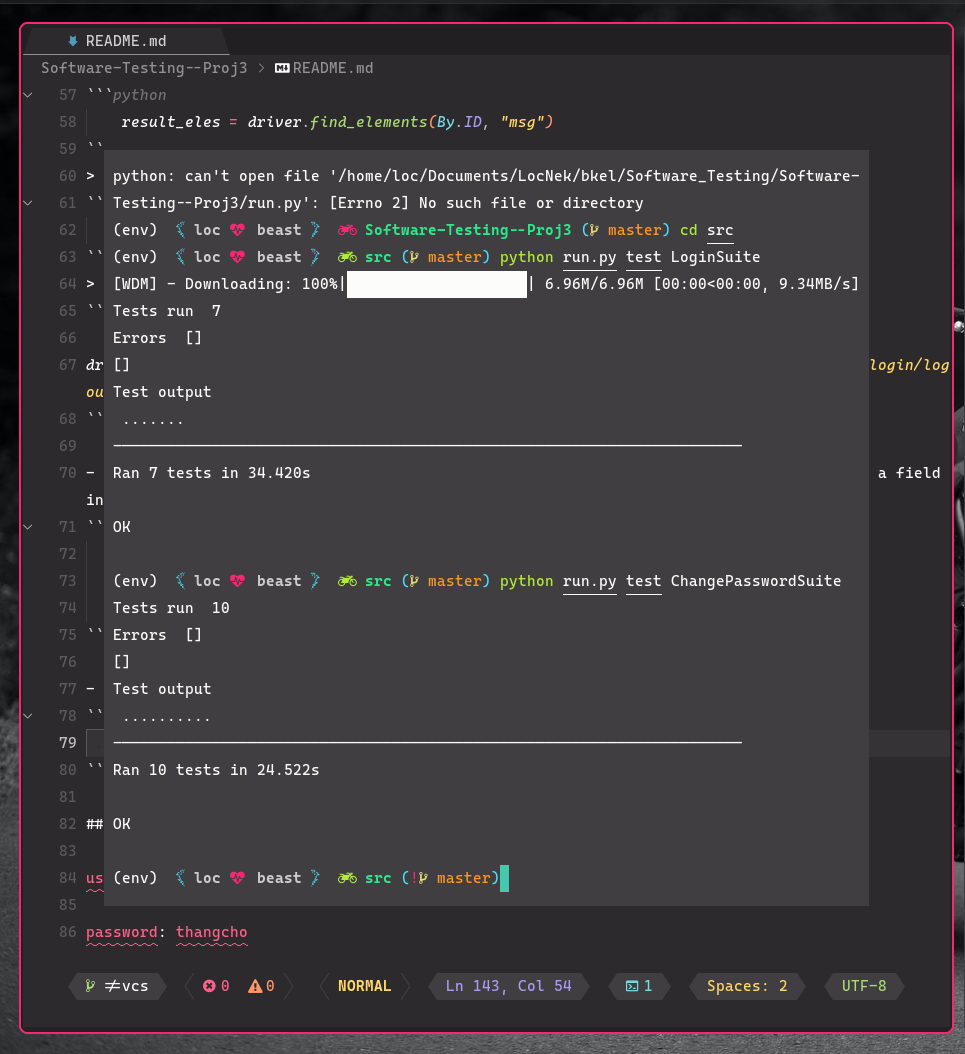 README.md
Software-Testing--Proj3 > README.md
57 ```python
58 result_eles = driver.find_elements(By.ID, "msg")
59 ``
60 > python: can't open file '/home/loc/Documents/LocNek/bkel/Software_Testing/Software-
61 `` Testing--Proj3/run.py': [Errno 2] No such file or directory
62 (env) loc beast Software-Testing--Proj3 ( master) cd src
63 `` (env) loc beast src ( master) python run.py test LoginSuite
64 > [WDM] - Downloading: 100%| | 6.96M/6.96M [00:00<00:00, 9.34MB/s]
65 `` Tests run 7
66 Errors []
67 dr [] login/log
ou Test output
68 `` .......
69
70 - Ran 7 tests in 34.420s a field
in
71 `` OK
72
73 (env) loc beast src ( master) python run.py test ChangePasswordSuite
74 Tests run 10
75 `` Errors []
76 []
77 - Test output
78 `` ..........
79
80 `` Ran 10 tests in 24.522s
81
82 ## OK
83
84 us (env) loc beast src (! master)
85
86 password: thangcho
≠vcs 0 0 NORMAL Ln 143, Col 54 1 Spaces: 2 UTF-8